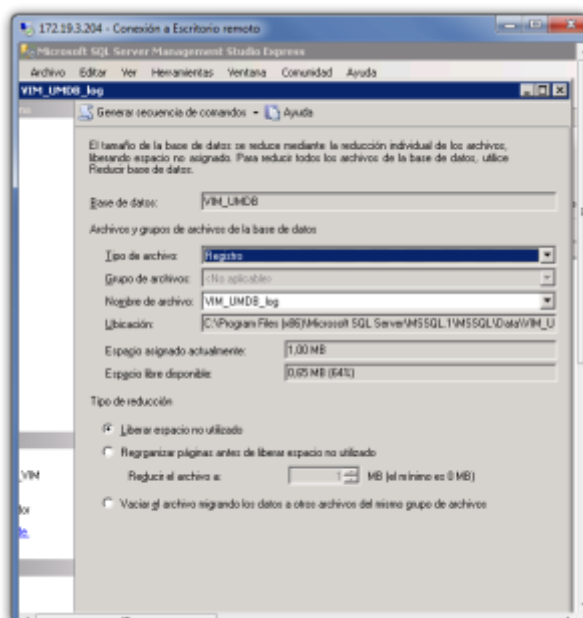 172.19.3.204 - Conexión a Escritorio remoto
Microsoft SQL Server Management Studio Express
Archivo Editar Ver Herramientas Ventana Comunidad Ayuda
VIM_UMDB_log
Generar secuencia de comandos Ayuda
El tamaño de la base de datos se reduce mediante la reducción individual de los archivos,
liberando espacio no asignado. Para reducir todos los archivos de la base de datos, utilice
Reducir base de datos.
Base de datos: VIM_UMDB
Archivos y grupos de archivos de la base de datos
Tipo de archivo: Registro
Grupo de archivos: <No aplicable>
Nombre de archivo: VIM_UMDB_log
Ubicación: C:\Program Files (x86)\Microsoft SQL Server\MSSQL.1\MSSQL\Data\VIM_U
Espacio asignado actualmente: 1,00 MB
Espacio libre disponible: 0,65 MB (64%)
Tipo de reducción
Liberar espacio no utilizado
Reorganizar páginas antes de liberar espacio no utilizado
Reducir el archivo a: 1 MB (el mínimo es 0 MB)
_VIM
Vaciar el archivo migrando los datos a otros archivos del mismo grupo de archivos